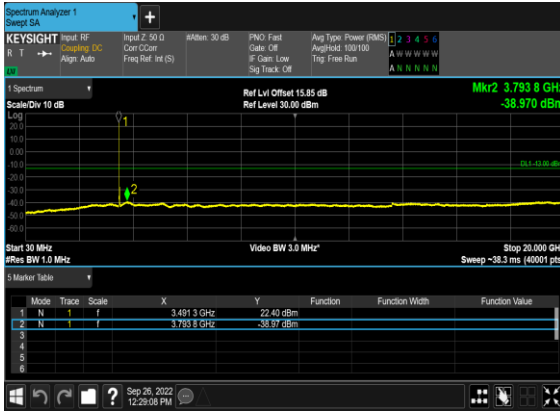 Spectrum Analyzer 1
Swept SA
+
KEYSIGHT Input: RF Input Z: 50 Ω #Atten: 30 dB PNO: Fast Avg Type: Power (RMS) 1 2 3 4 5 6
R T Coupling: DC Corr CCorr Gate: Off Avg|Hold: 100/100 A W W W W W
Align: Auto Freq Ref: Int (S) IF Gain: Low Trig: Free Run
Sig Track: Off A N N N N N
1 Spectrum Ref Lvl Offset 15.85 dB Mkr2 3.793 8 GHz
Scale/Div 10 dB Ref Level 30.00 dBm -38.970 dBm
Log
1
20.0
10.0
0.00
-10.0
DL1 -13.00 dBm
-20.0
-30.0
2
-40.0
-50.0
-60.0
Start 30 MHz Video BW 3.0 MHz* Stop 20.000 GHz
#Res BW 1.0 MHz Sweep ~38.3 ms (40001 pts)
5 Marker Table
Mode Trace Scale X Y Function Function Width Function Value
1 N 1 f 3.491 3 GHz 22.40 dBm
2 N 1 f 3.793 8 GHz -38.97 dBm
3
4
5
6
? Sep 26, 2022
12:29:08 PM